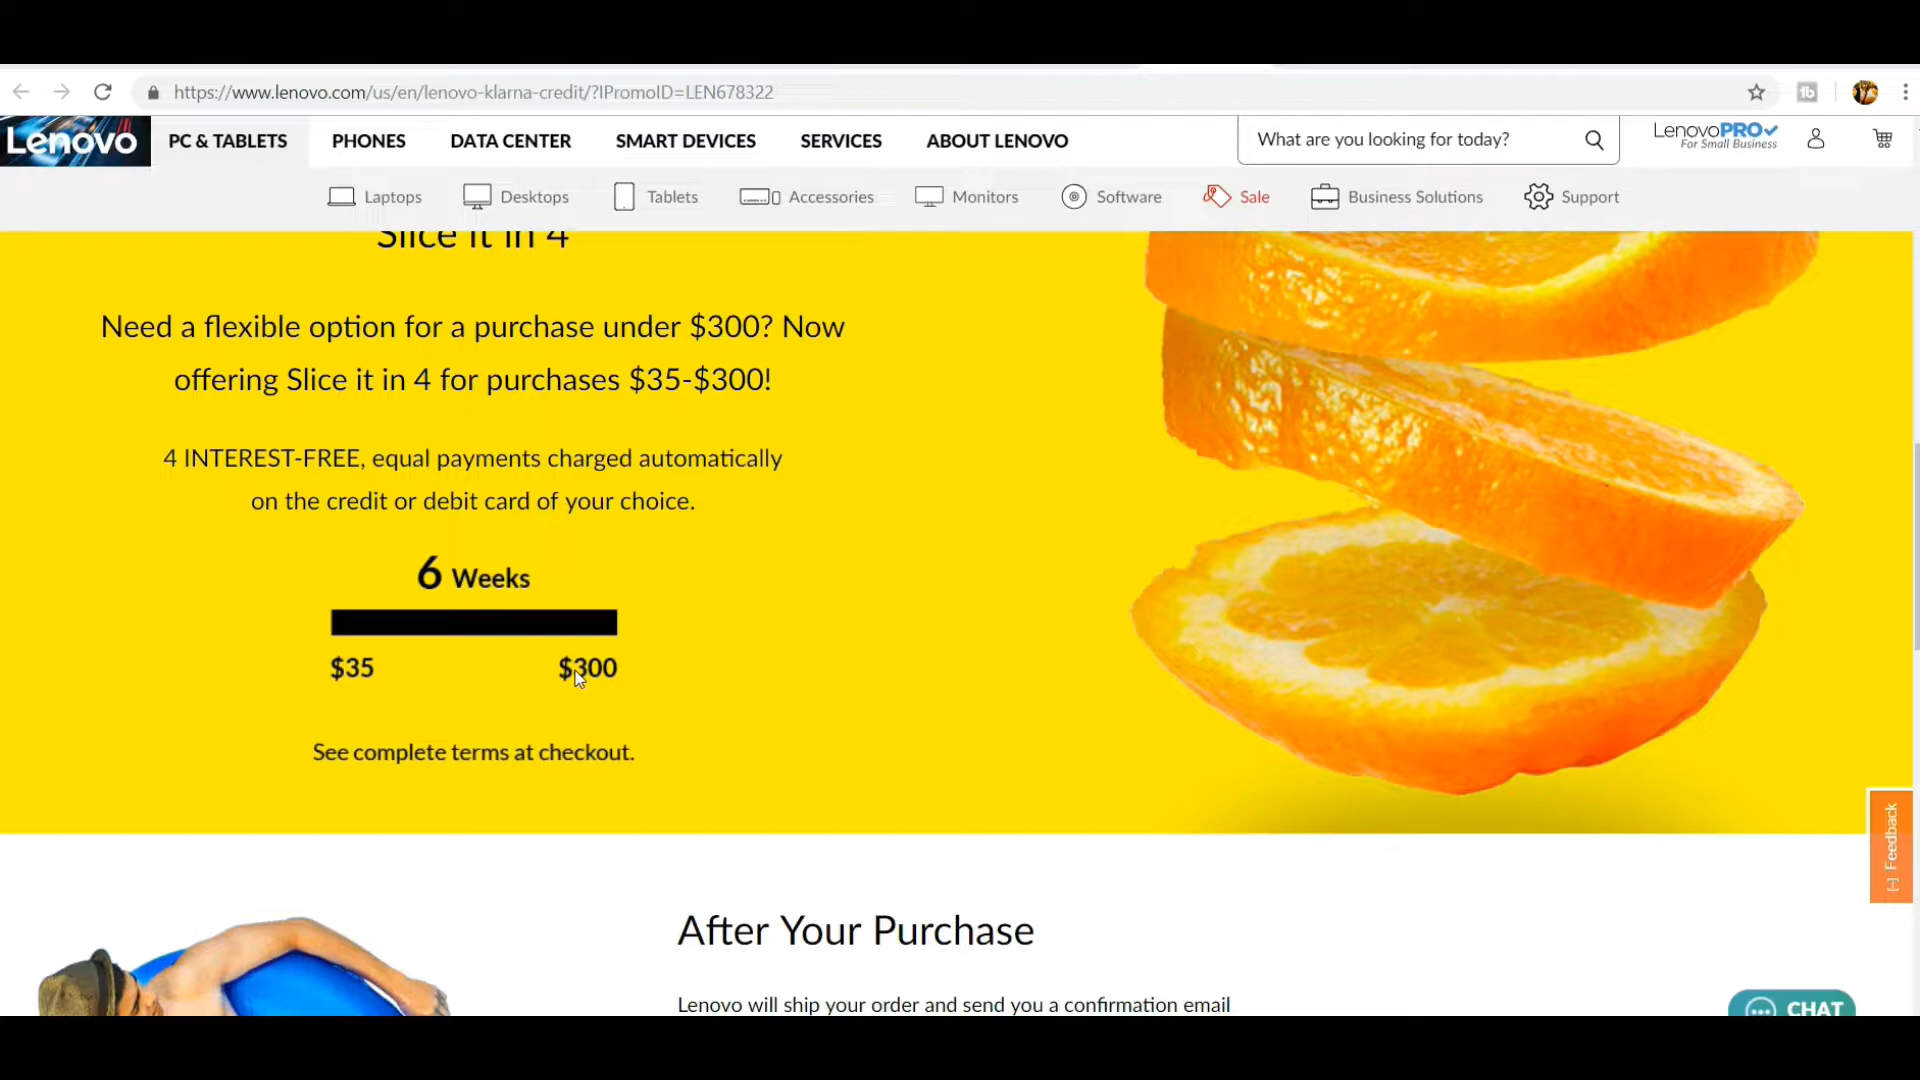 https://www.lenovo.com/us/en/lenovo-klarna-credit/?IPromoID=LEN678322
Lenovo
PC & TABLETS
PHONES
DATA CENTER
SMART DEVICES
SERVICES
ABOUT LENOVO
What are you looking for today?
LenovoPRO
For Small Business
Laptops
Desktops
Tablets
Accessories
Monitors
Software
Sale
Business Solutions
Support
Slice it in 4
Need a flexible option for a purchase under $300? Now
offering Slice it in 4 for purchases $35-$300!
4 INTEREST-FREE, equal payments charged automatically
on the credit or debit card of your choice.
6 Weeks
$35 $300
See complete terms at checkout.
[-] Feedback
After Your Purchase
Lenovo will ship your order and send you a confirmation email
CHAT